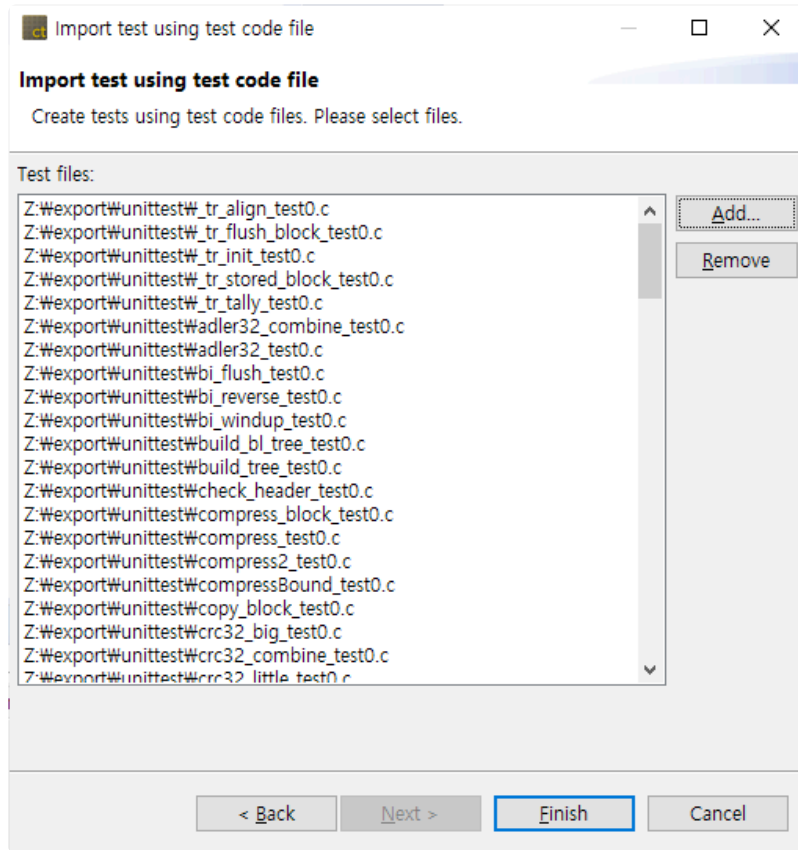 ct Import test using test code file
Import test using test code file
Create tests using test code files. Please select files.
Test files:
Z:₩export₩unittest₩_tr_align_test0.c
Z:₩export₩unittest₩_tr_flush_block_test0.c
Z:₩export₩unittest₩_tr_init_test0.c
Z:₩export₩unittest₩_tr_stored_block_test0.c
Z:₩export₩unittest₩_tr_tally_test0.c
Z:₩export₩unittest₩adler32_combine_test0.c
Z:₩export₩unittest₩adler32_test0.c
Z:₩export₩unittest₩bi_flush_test0.c
Z:₩export₩unittest₩bi_reverse_test0.c
Z:₩export₩unittest₩bi_windup_test0.c
Z:₩export₩unittest₩build_bl_tree_test0.c
Z:₩export₩unittest₩build_tree_test0.c
Z:₩export₩unittest₩check_header_test0.c
Z:₩export₩unittest₩compress_block_test0.c
Z:₩export₩unittest₩compress_test0.c
Z:₩export₩unittest₩compress2_test0.c
Z:₩export₩unittest₩compressBound_test0.c
Z:₩export₩unittest₩copy_block_test0.c
Z:₩export₩unittest₩crc32_big_test0.c
Z:₩export₩unittest₩crc32_combine_test0.c
Z:₩export₩unittest₩crc32_little_test0.c
Add...
Remove
< Back
Next >
Finish
Cancel